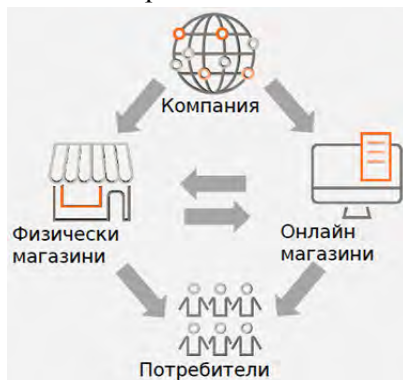 Компания
Физически
магазини
Онлайн
магазини
Потребители